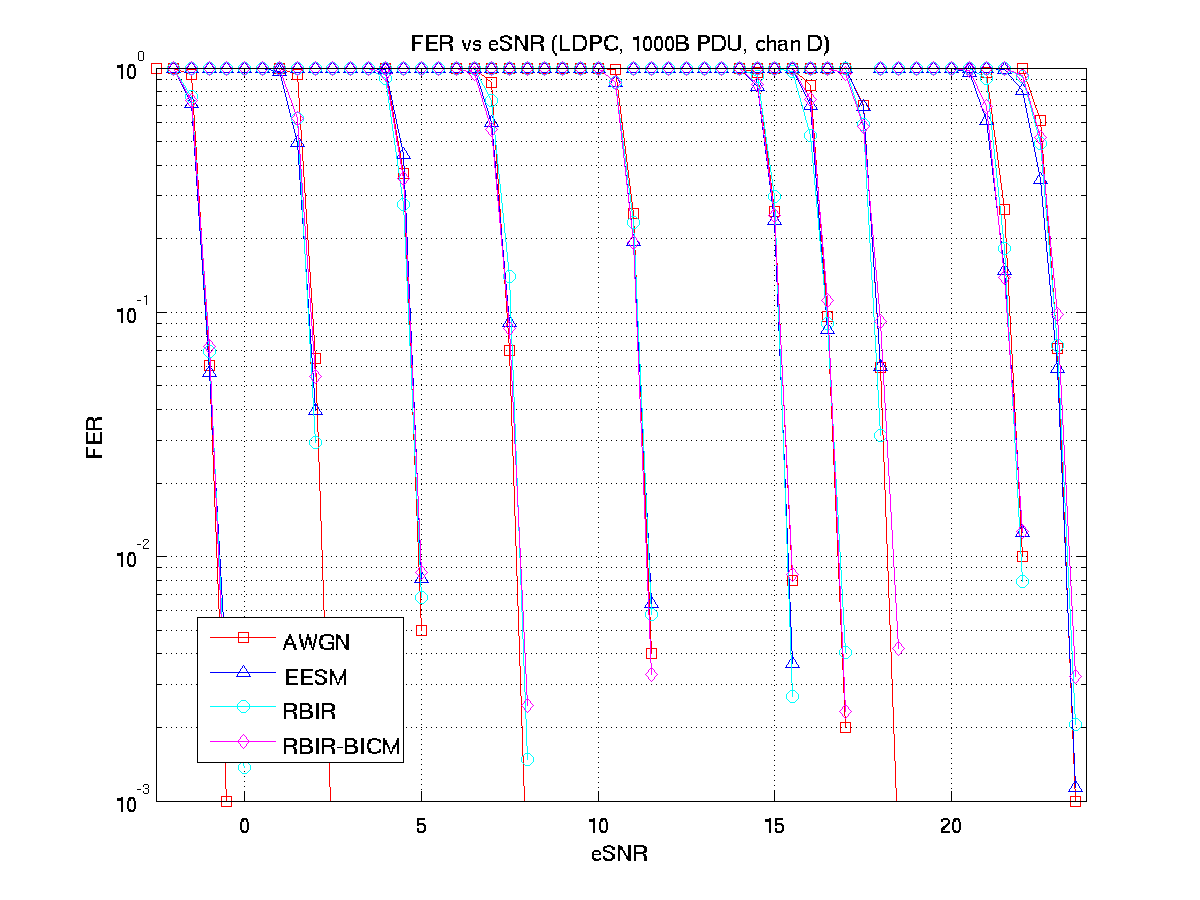 FER vs eSNR (LDPC, 1000B PDU, chan D)
10^0
10^-1
10^-2
10^-3
FER
AWGN
EESM
RBIR
RBIR-BICM
0 5 10 15 20
eSNR